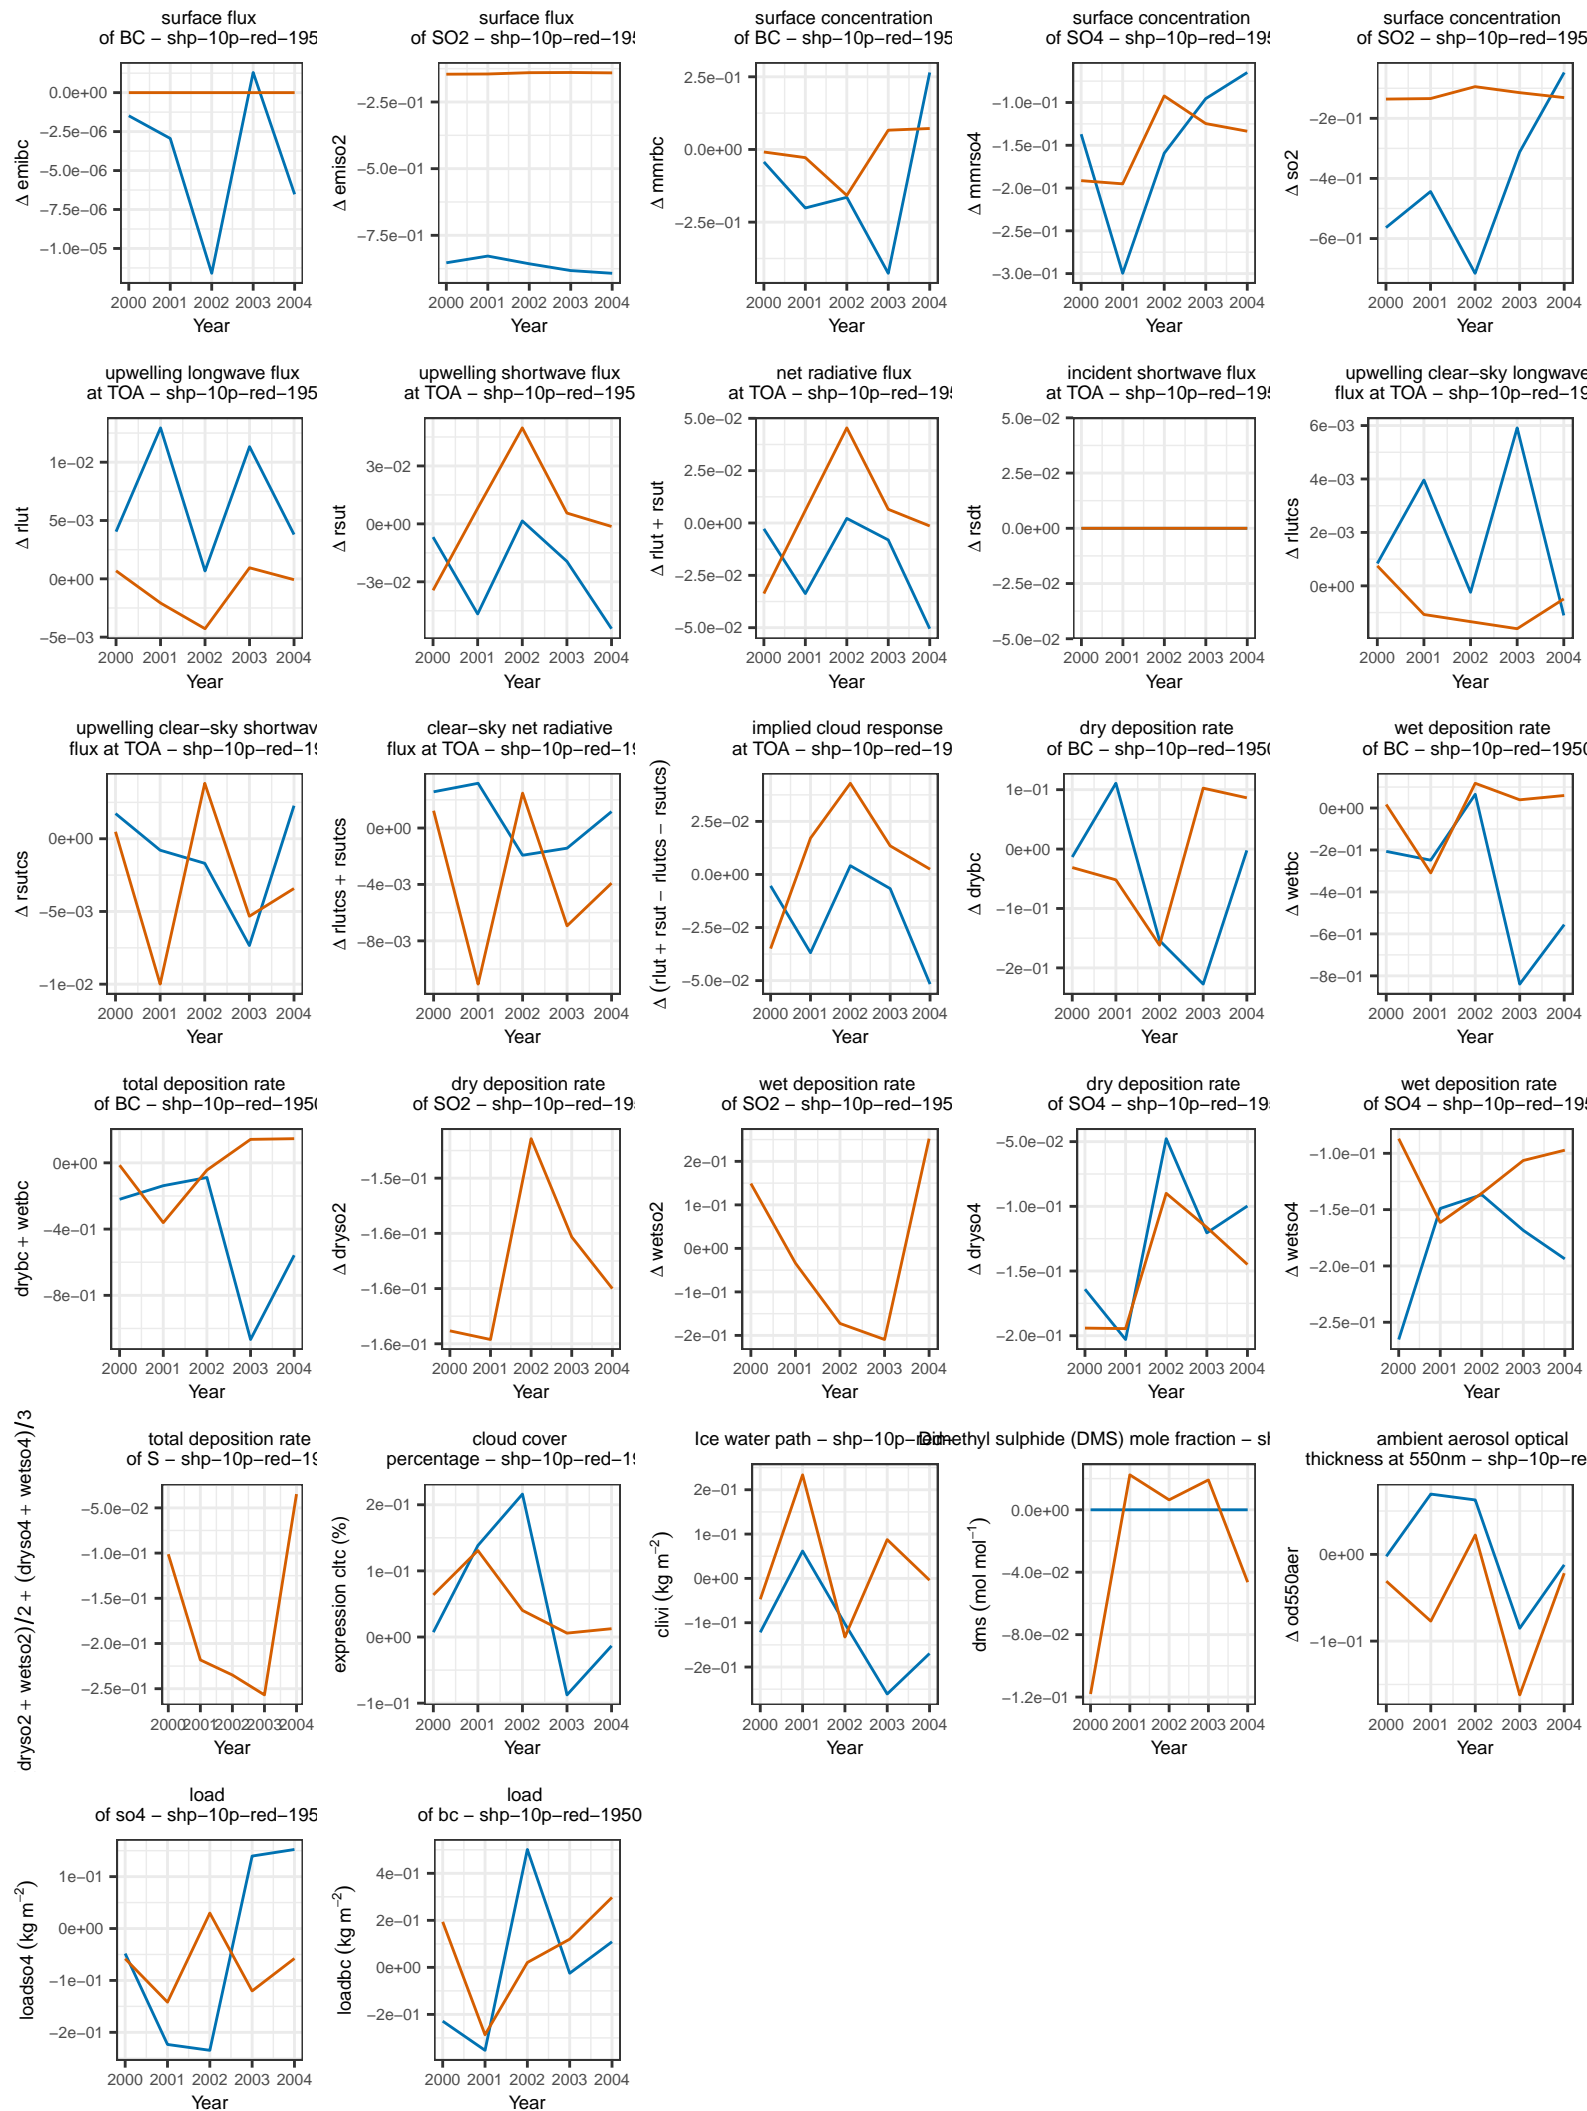 surface flux
of BC − shp−10p−red−195
Δ emibc
0.0e+00
−2.5e−06
−5.0e−06
−7.5e−06
−1.0e−05
2000 2001 2002 2003 2004
Year
surface flux
of SO2 − shp−10p−red−195
Δ emiso2
−2.5e−01
−5.0e−01
−7.5e−01
2000 2001 2002 2003 2004
Year
surface concentration
of BC − shp−10p−red−195
Δ mmrbc
2.5e−01
0.0e+00
−2.5e−01
2000 2001 2002 2003 2004
Year
surface concentration
of SO4 − shp−10p−red−195
Δ mmrso4
−1.0e−01
−1.5e−01
−2.0e−01
−2.5e−01
−3.0e−01
2000 2001 2002 2003 2004
Year
surface concentration
of SO2 − shp−10p−red−195
Δ so2
−2e−01
−4e−01
−6e−01
2000 2001 2002 2003 2004
Year
upwelling longwave flux
at TOA − shp−10p−red−195
Δ rlut
1e−02
5e−03
0e+00
−5e−03
2000 2001 2002 2003 2004
Year
upwelling shortwave flux
at TOA − shp−10p−red−195
Δ rsut
3e−02
0e+00
−3e−02
2000 2001 2002 2003 2004
Year
net radiative flux
at TOA − shp−10p−red−195
Δ rlut + rsut
5.0e−02
2.5e−02
0.0e+00
−2.5e−02
−5.0e−02
2000 2001 2002 2003 2004
Year
incident shortwave flux
at TOA − shp−10p−red−195
Δ rsdt
5.0e−02
2.5e−02
0.0e+00
−2.5e−02
−5.0e−02
2000 2001 2002 2003 2004
Year
upwelling clear−sky longwave
flux at TOA − shp−10p−red−19
Δ rlutcs
6e−03
4e−03
2e−03
0e+00
2000 2001 2002 2003 2004
Year
upwelling clear−sky shortwav
flux at TOA − shp−10p−red−19
Δ rsutcs
0e+00
−5e−03
−1e−02
2000 2001 2002 2003 2004
Year
clear−sky net radiative
flux at TOA − shp−10p−red−19
Δ rlutcs + rsutcs
0e+00
−4e−03
−8e−03
2000 2001 2002 2003 2004
Year
implied cloud response
at TOA − shp−10p−red−19
Δ (rlut + rsut − rlutcs − rsutcs)
2.5e−02
0.0e+00
−2.5e−02
−5.0e−02
2000 2001 2002 2003 2004
Year
dry deposition rate
of BC − shp−10p−red−1950
Δ drybc
1e−01
0e+00
−1e−01
−2e−01
2000 2001 2002 2003 2004
Year
wet deposition rate
of BC − shp−10p−red−1950
Δ wetbc
0e+00
−2e−01
−4e−01
−6e−01
−8e−01
2000 2001 2002 2003 2004
Year
total deposition rate
of BC − shp−10p−red−1950
drybc + wetbc
0e+00
−4e−01
−8e−01
2000 2001 2002 2003 2004
Year
dry deposition rate
of SO2 − shp−10p−red−19
Δ dryso2
−1.5e−01
−1.6e−01
−1.6e−01
−1.6e−01
2000 2001 2002 2003 2004
Year
wet deposition rate
of SO2 − shp−10p−red−195
Δ wetso2
2e−01
1e−01
0e+00
−1e−01
−2e−01
2000 2001 2002 2003 2004
Year
dry deposition rate
of SO4 − shp−10p−red−19
Δ dryso4
−5.0e−02
−1.0e−01
−1.5e−01
−2.0e−01
2000 2001 2002 2003 2004
Year
wet deposition rate
of SO4 − shp−10p−red−195
Δ wetso4
−1.0e−01
−1.5e−01
−2.0e−01
−2.5e−01
2000 2001 2002 2003 2004
Year
total deposition rate
of S − shp−10p−red−19
dryso2 + wetso2)/2 + (dryso4 + wetso4)/3
−5.0e−02
−1.0e−01
−1.5e−01
−2.0e−01
−2.5e−01
2000 2001 2002 2003 2004
Year
cloud cover
percentage − shp−10p−red−19
expression cltc (%)
2e−01
1e−01
0e+00
−1e−01
2000 2001 2002 2003 2004
Year
Ice water path − shp−10p−red−
clivi (kg m−2)
2e−01
1e−01
0e+00
−1e−01
−2e−01
2000 2001 2002 2003 2004
Year
Dimethyl sulphide (DMS) mole fraction − sh
dms (mol mol−1)
0.0e+00
−4.0e−02
−8.0e−02
−1.2e−01
2000 2001 2002 2003 2004
Year
ambient aerosol optical
thickness at 550nm − shp−10p−re
Δ od550aer
0e+00
−1e−01
2000 2001 2002 2003 2004
Year
load
of so4 − shp−10p−red−195
loadso4 (kg m−2)
1e−01
0e+00
−1e−01
−2e−01
2000 2001 2002 2003 2004
Year
load
of bc − shp−10p−red−1950
loadbc (kg m−2)
4e−01
2e−01
0e+00
−2e−01
2000 2001 2002 2003 2004
Year